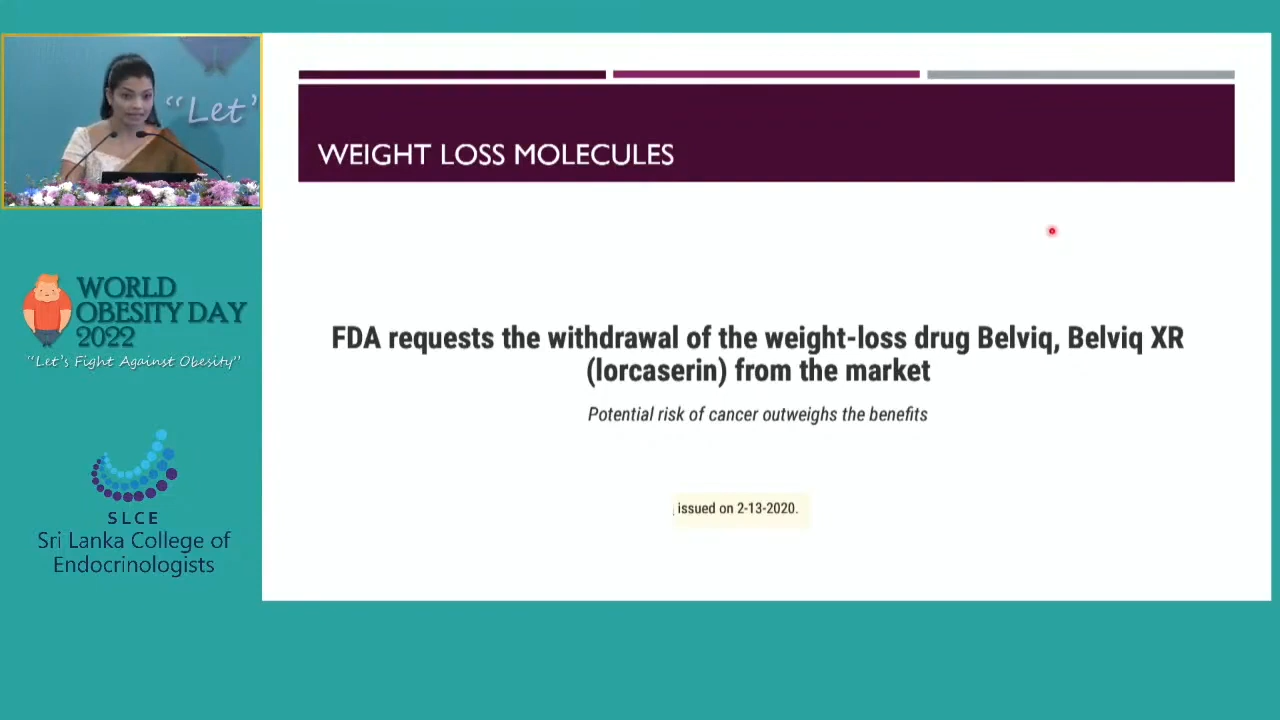 "Let'
WEIGHT LOSS MOLECULES
WORLD
OBESITY DAY
2022
"Let's Fight Against Obesity"
FDA requests the withdrawal of the weight-loss drug Belviq, Belviq XR
(lorcaserin) from the market
Potential risk of cancer outweighs the benefits
issued on 2-13-2020.
SLCE
Sri Lanka College of
Endocrinologists